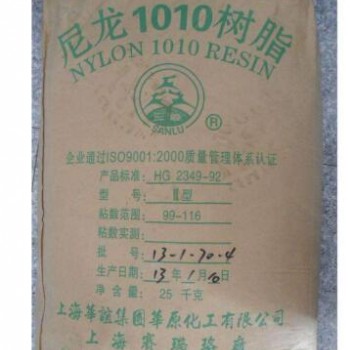 尼龙1010树脂
NYLON 1010 RESIN
SANLU ®
企业通过ISO9001:2000质量管理体系认证
产品标准: HG 2349-92
型 号: Ⅱ型
粘数范围: 99-116
粘数实测:
批 号: 13-1-70-4
生产日期: 13 年 1 月 10 日
净含量: 25 千克
上海華誼集团華原化工有限公司
上海赛璐珞廠